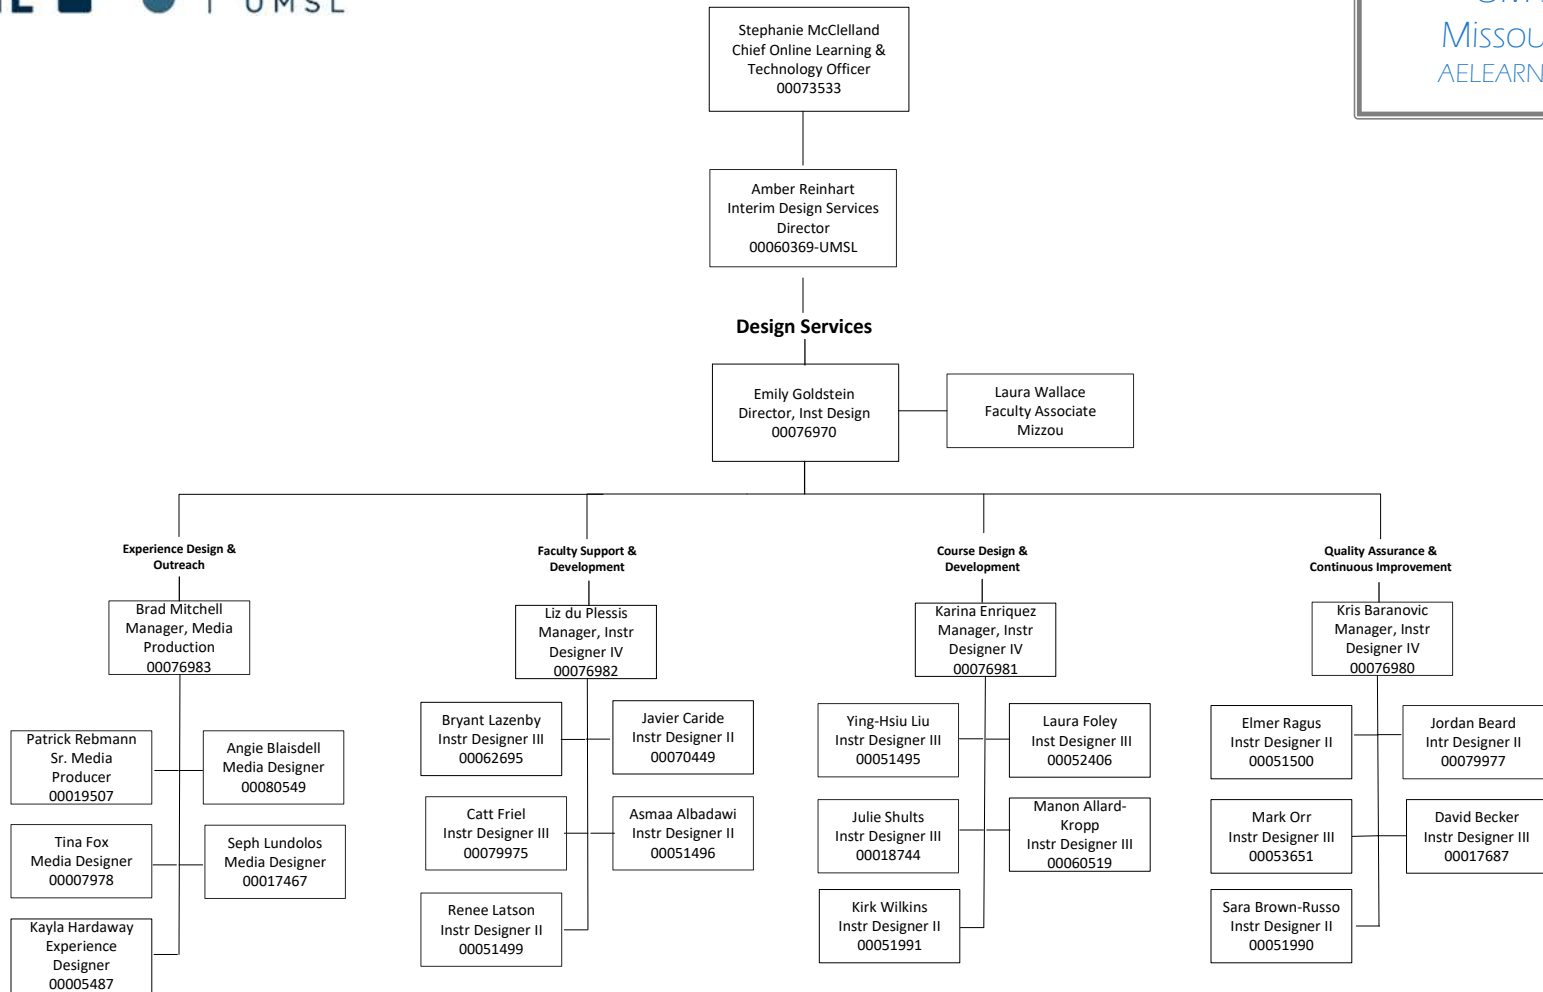 UMSL
Missou
AELEARN
Stephanie McClelland
Chief Online Learning &
Technology Officer
00073533
Amber Reinhart
Interim Design Services
Director
00060369-UMSL
Design Services
Emily Goldstein
Director, Inst Design
00076970
Laura Wallace
Faculty Associate
Mizzou
Experience Design &
Outreach
Brad Mitchell
Manager, Media
Production
00076983
Patrick Rebmann
Sr. Media
Producer
00019507
Angie Blaisdell
Media Designer
00080549
Tina Fox
Media Designer
00007978
Seph Lundolos
Media Designer
00017467
Kayla Hardaway
Experience
Designer
00005487
Faculty Support &
Development
Liz du Plessis
Manager, Instr
Designer IV
00076982
Bryant Lazenby
Instr Designer III
00062695
Javier Caride
Instr Designer II
00070449
Catt Friel
Instr Designer III
00079975
Asmaa Albadawi
Instr Designer II
00051496
Renee Latson
Instr Designer II
00051499
Course Design &
Development
Karina Enriquez
Manager, Instr
Designer IV
00076981
Ying-Hsiu Liu
Instr Designer III
00051495
Laura Foley
Inst Designer III
00052406
Julie Shults
Instr Designer III
00018744
Manon Allard-
Kropp
Instr Designer III
00060519
Kirk Wilkins
Instr Designer II
00051991
Quality Assurance &
Continuous Improvement
Kris Baranovic
Manager, Instr
Designer IV
00076980
Elmer Ragus
Instr Designer II
00051500
Jordan Beard
Intr Designer II
00079977
Mark Orr
Instr Designer III
00053651
David Becker
Instr Designer III
00017687
Sara Brown-Russo
Instr Designer II
00051990